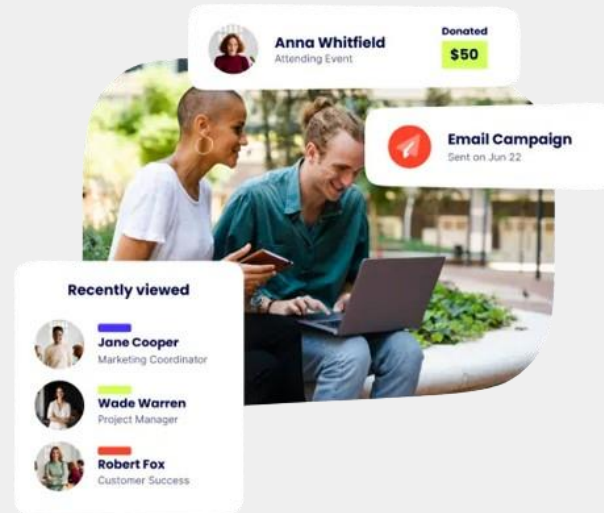 Anna Whitfield
Attending Event
Donated
$50
Email Campaign
Sent on Jun 22
Recently viewed
Jane Cooper
Marketing Coordinator
Wade Warren
Project Manager
Robert Fox
Customer Success